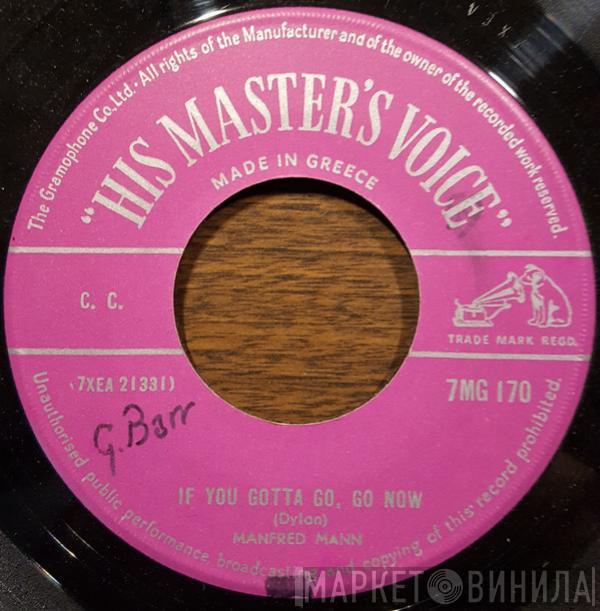 The Gramophone Co., Ltd. • All rights of the Manufacturer and of the owner of the recorded work reserved.
"HIS MASTER'S VOICE"
MADE IN GREECE
C. C.
TRADE MARK REGD.
(7XEA 21331)
7MG 170
G. Barr
IF YOU GOTTA GO, GO NOW
(Dylan)
MANFRED MANN
Unauthorised public performance, broadcasting and copying of this record prohibited.
МАРКЕТ ВИНИЛА